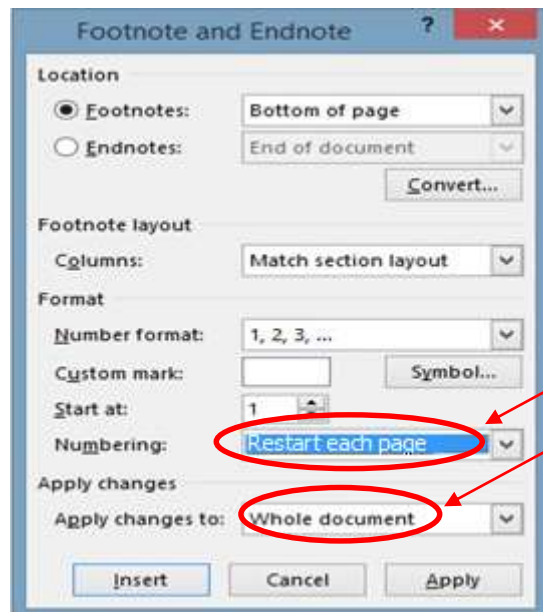 Footnote and Endnote ?
Location
Footnotes: Bottom of page
Endnotes: End of document
Convert...
Footnote layout
Columns: Match section layout
Format
Number format: 1, 2, 3, ...
Custom mark: Symbol...
Start at: 1
Numbering: Restart each page
Apply changes
Apply changes to: Whole document
Insert Cancel Apply